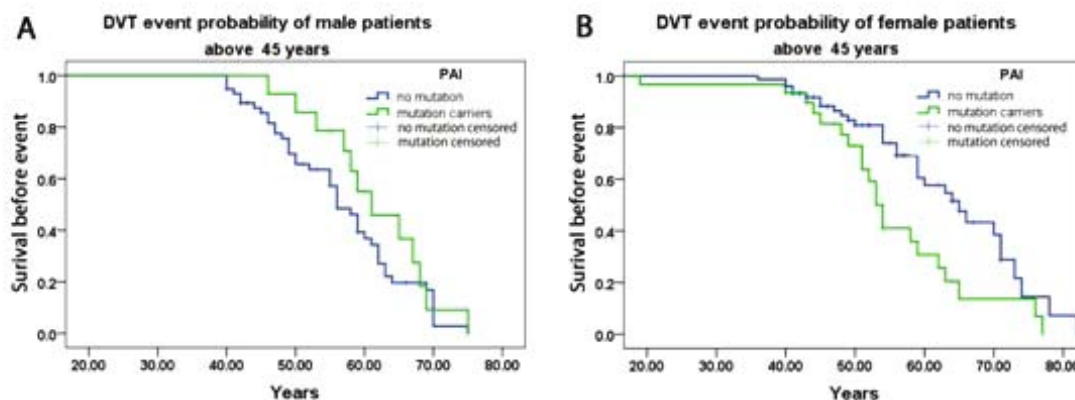 A
DVT event probability of male patients
above 45 years
PAI
no mutation
mutation carriers
no mutation censored
mutation censored
Surival before event
1.0
0.8
0.6
0.4
0.2
0.0
20.00 30.00 40.00 50.00 60.00 70.00 80.00
Years
B
DVT event probability of female patients
above 45 years
PAI
no mutation
mutation carriers
no mutation censored
mutation censored
Surival before event
1.0
0.8
0.6
0.4
0.2
0.0
20.00 30.00 40.00 50.00 60.00 70.00 80.00
Years